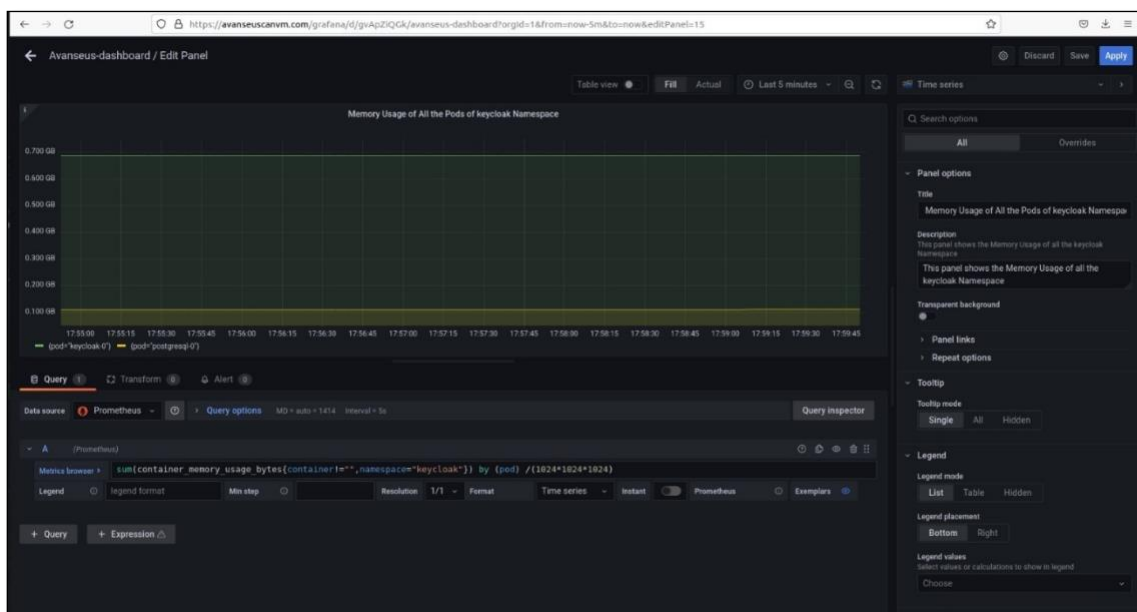 https://avanseuscanvm.com/grafana/d/gvApZiQGk/avanseus-dashboard?orgId=1&from=now-5m&to=now&editPanel=15
Avanseus-dashboard / Edit Panel
Discard Save Apply
Table view Fill Actual Last 5 minutes
Time series
Memory Usage of All the Pods of keycloak Namespace
0.700 GB
0.600 GB
0.500 GB
0.400 GB
0.300 GB
0.200 GB
0.100 GB
17:55:00 17:55:15 17:55:30 17:55:45 17:56:00 17:56:15 17:56:30 17:56:45 17:57:00 17:57:15 17:57:30 17:57:45 17:58:00 17:58:15 17:58:30 17:58:45 17:59:00 17:59:15 17:59:30 17:59:45
{pod="keycloak-0"} {pod="postgresql-0"}
Query 1 Transform 0 Alert 0
Data source Prometheus Query options MD = auto = 1414 Interval = 5s Query inspector
A (Prometheus)
Metrics browser sum(container_memory_usage_bytes{container!="",namespace="keycloak"}) by (pod) /(1024*1024*1024)
Legend legend format Min step Resolution 1/1 Format Time series Instant Prometheus Exemplars
+ Query + Expression
Search options
All Overrides
Panel options
Title
Memory Usage of All the Pods of keycloak Namespa
Description
This panel shows the Memory Usage of all the keycloak
Namespace
This panel shows the Memory Usage of all the
keycloak Namespace
Transparent background
Panel links
Repeat options
Tooltip
Tooltip mode
Single All Hidden
Legend
Legend mode
List Table Hidden
Legend placement
Bottom Right
Legend values
Select values or calculations to show in legend
Choose